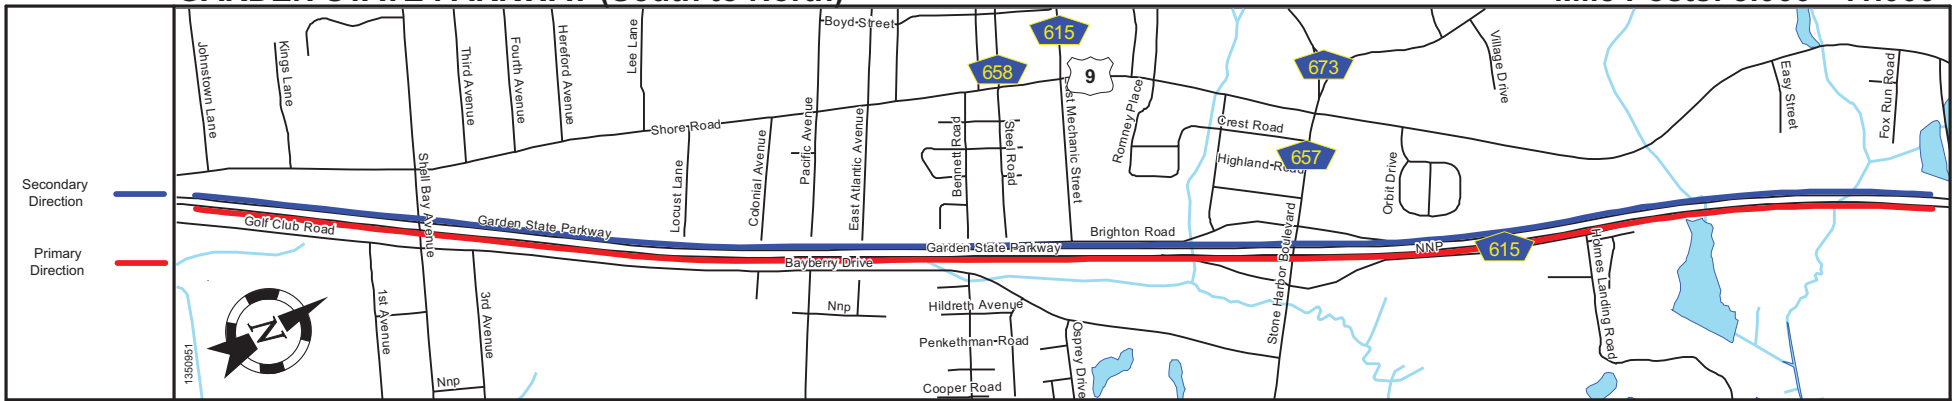 (South to North)
Secondary
Direction
Primary
Direction
Johnstown Lane
Kings Lane
Third Avenue
Fourth Avenue
Hereford Avenue
Lee Lane
Boyd Street
615
658
9
673
Village Drive
Easy Street
Fox Run Road
Shore Road
Shell Bay Avenue
Locust Lane
Colonial Avenue
Pacific Avenue
East Atlantic Avenue
Bennett Road
Steel Road
Mechanic Street
Romney Place
Crest Road
Highland
657
Orbit Drive
Golf Club Road
Garden State Parkway
Garden State Parkway
Brighton Road
Bayberry Drive
NNP
615
Stone Harbor Boulevard
Holmes Landing Road
1st Avenue
3rd Avenue
Nnp
Nnp
Hildreth Avenue
Penkethman Road
Cooper Road
Osprey Drive
N
1350951